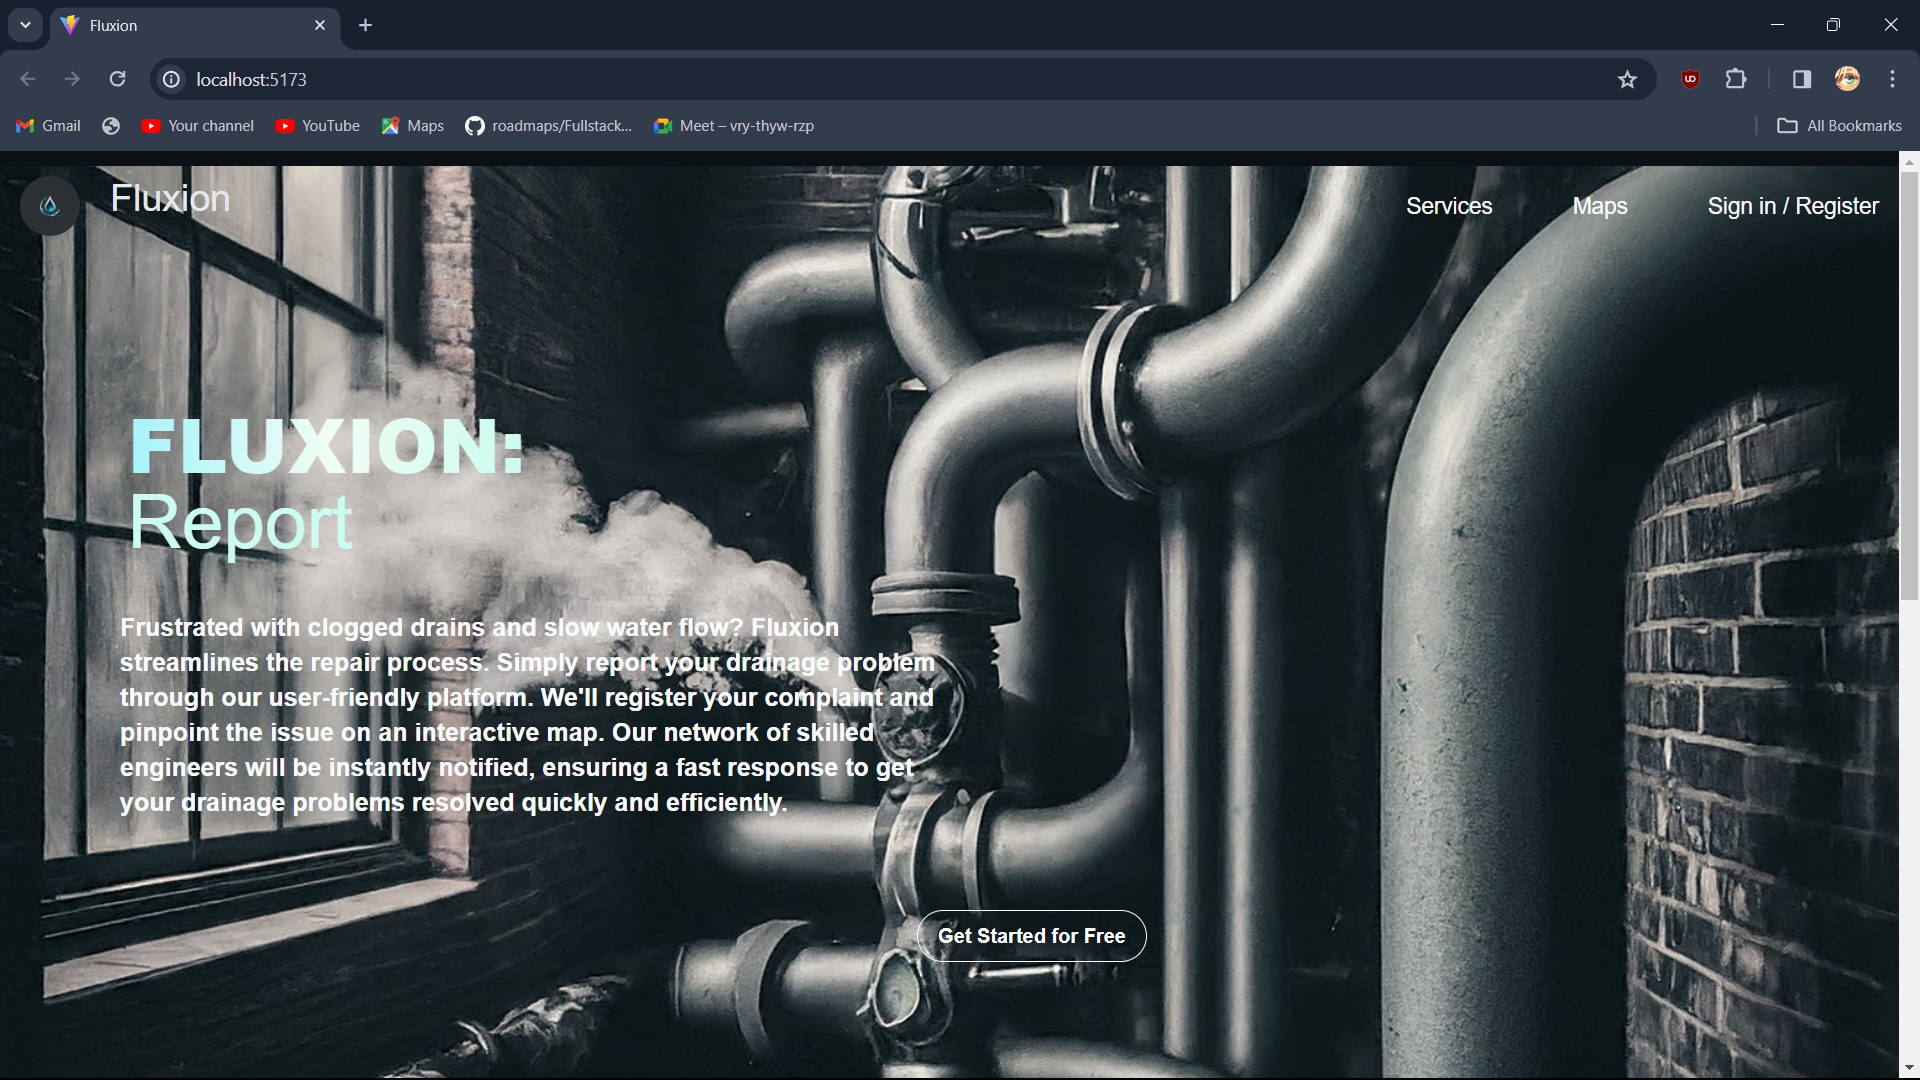 Fluxion
localhost:5173
Gmail
Your channel
YouTube
Maps
roadmaps/Fullstack...
Meet – vry-thyw-rzp
All Bookmarks
Fluxion
Services
Maps
Sign in / Register
FLUXION:
Report
Frustrated with clogged drains and slow water flow? Fluxion
streamlines the repair process. Simply report your drainage problem
through our user-friendly platform. We'll register your complaint and
pinpoint the issue on an interactive map. Our network of skilled
engineers will be instantly notified, ensuring a fast response to get
your drainage problems resolved quickly and efficiently.
Get Started for Free